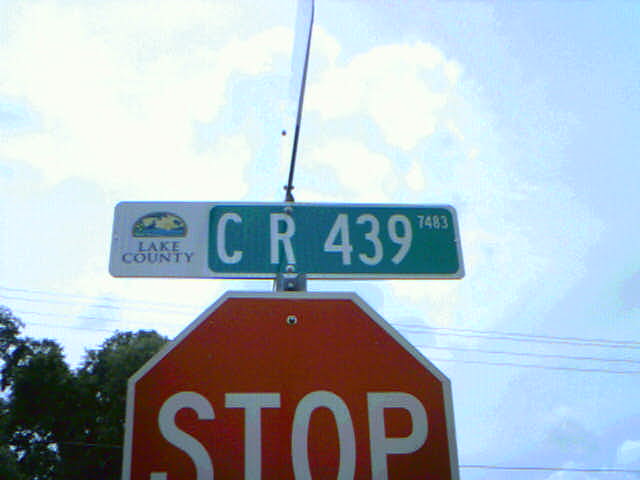 LAKE
COUNTY
C R 439 7483
STOP